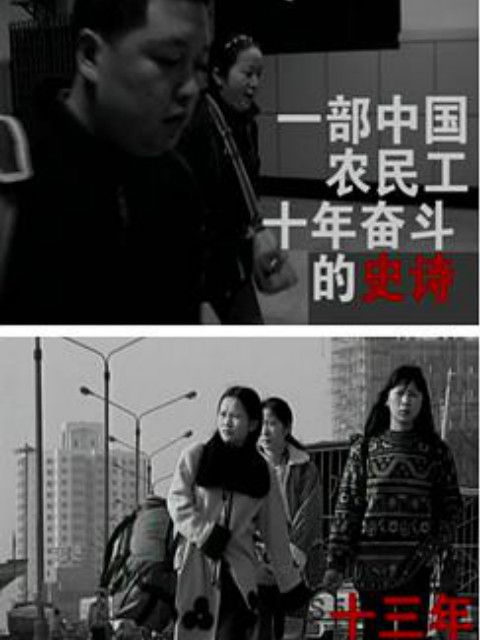 一部中国
农民工
十年奋斗
的史诗
十三年